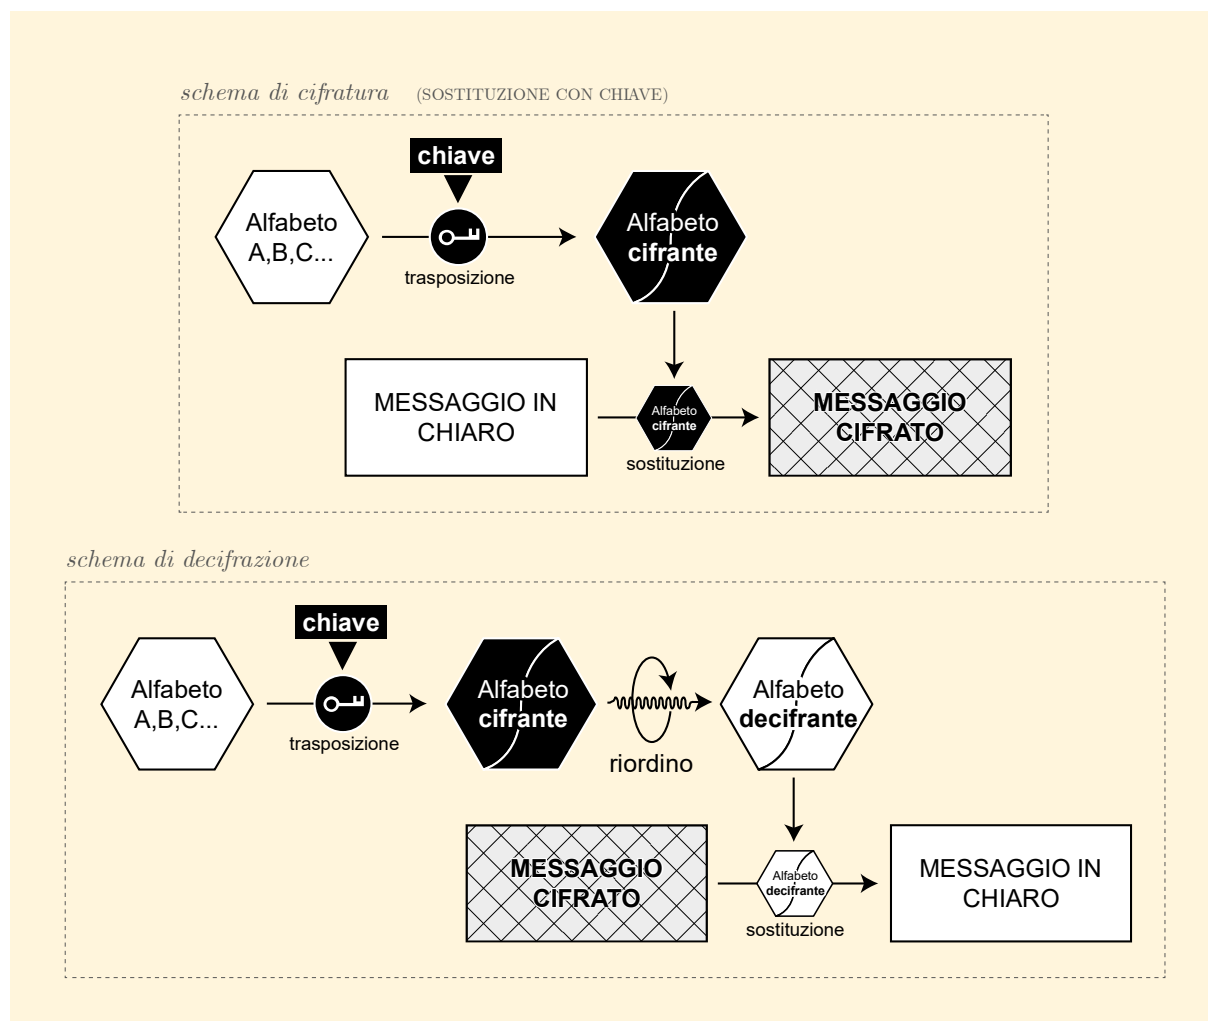 schema di cifratura (SOSTITUZIONE CON CHIAVE)
chiave
Alfabeto
A,B,C...
trasposizione
Alfabeto
cifrante
MESSAGGIO IN
CHIARO
Alfabeto
cifrante
sostituzione
MESSAGGIO
CIFRATO
schema di decifrazione
chiave
Alfabeto
A,B,C...
trasposizione
Alfabeto
cifrante
riordino
Alfabeto
decifrante
MESSAGGIO
CIFRATO
Alfabeto
decifrante
sostituzione
MESSAGGIO IN
CHIARO